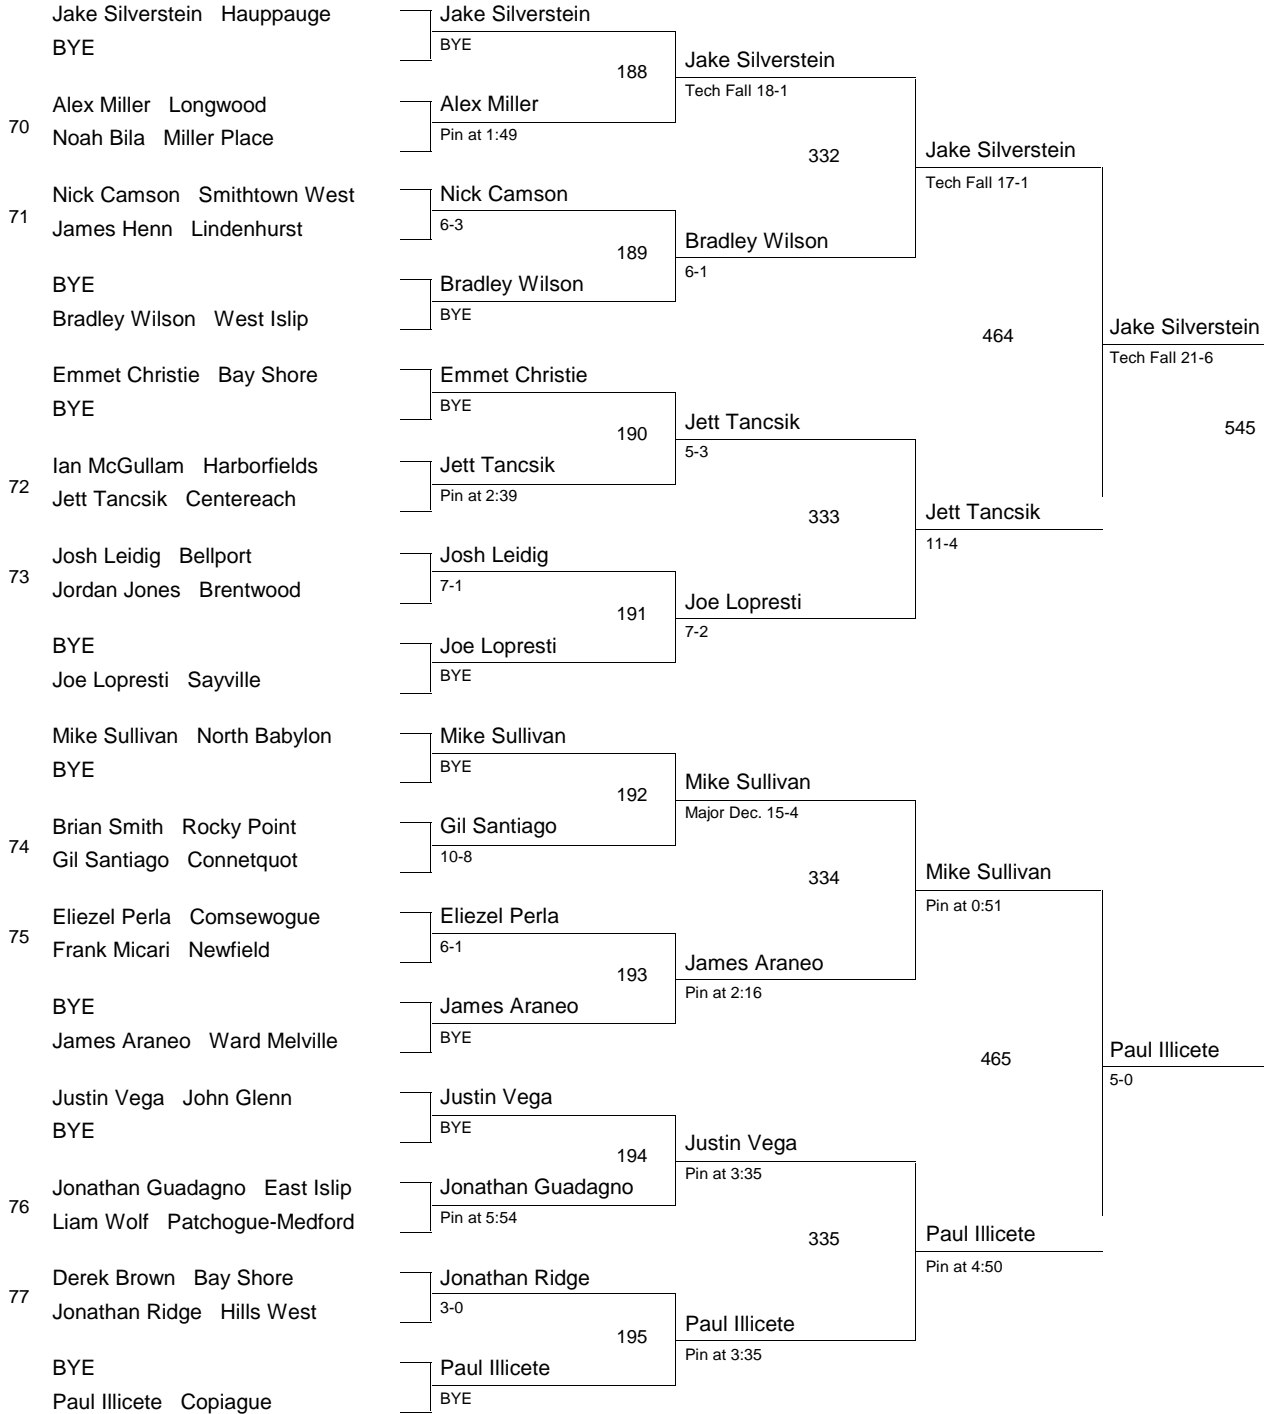 Jake Silverstein Hauppauge
BYE
70
Alex Miller Longwood
Noah Bila Miller Place
71
Nick Camson Smithtown West
James Henn Lindenhurst
BYE
Bradley Wilson West Islip
Emmet Christie Bay Shore
BYE
72
Ian McGullam Harborfields
Jett Tancsik Centereach
73
Josh Leidig Bellport
Jordan Jones Brentwood
BYE
Joe Lopresti Sayville
Mike Sullivan North Babylon
BYE
74
Brian Smith Rocky Point
Gil Santiago Connetquot
75
Eliezel Perla Comsewogue
Frank Micari Newfield
BYE
James Araneo Ward Melville
Justin Vega John Glenn
BYE
76
Jonathan Guadagno East Islip
Liam Wolf Patchogue-Medford
77
Derek Brown Bay Shore
Jonathan Ridge Hills West
BYE
Paul Illicete Copiague
Jake Silverstein
BYE
188
Alex Miller
Pin at 1:49
Nick Camson
6-3
189
Bradley Wilson
BYE
Emmet Christie
BYE
190
Jett Tancsik
Pin at 2:39
Josh Leidig
7-1
191
Joe Lopresti
BYE
Mike Sullivan
BYE
192
Gil Santiago
10-8
Eliezel Perla
6-1
193
James Araneo
BYE
Justin Vega
BYE
194
Jonathan Guadagno
Pin at 5:54
Jonathan Ridge
3-0
195
Paul Illicete
BYE
Jake Silverstein
Tech Fall 18-1
332
Bradley Wilson
6-1
Jett Tancsik
5-3
333
Joe Lopresti
7-2
Mike Sullivan
Major Dec. 15-4
334
James Araneo
Pin at 2:16
Justin Vega
Pin at 3:35
335
Paul Illicete
Pin at 3:35
Jake Silverstein
Tech Fall 17-1
464
Jett Tancsik
11-4
Mike Sullivan
Pin at 0:51
465
Paul Illicete
Pin at 4:50
Jake Silverstein
Tech Fall 21-6
545
Paul Illicete
5-0